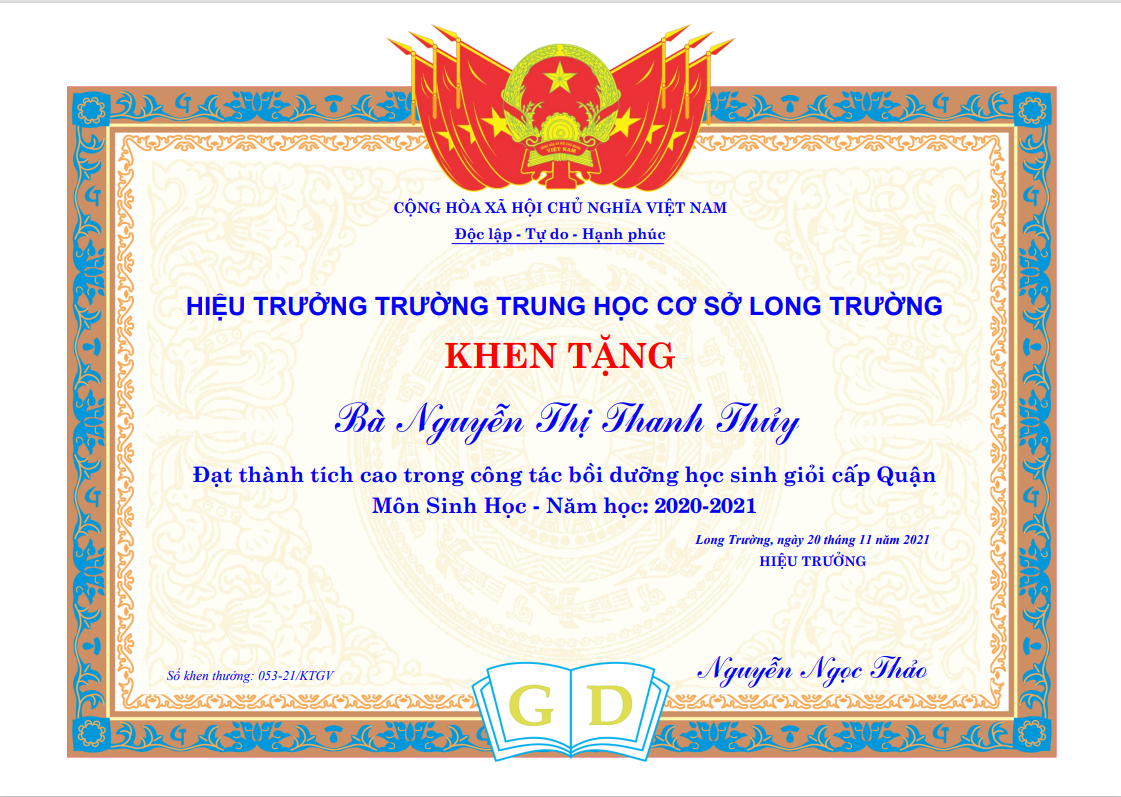 VIỆT NAM
CỘNG HÒA XÃ HỘI CHỦ NGHĨA VIỆT NAM
Độc lập - Tự do - Hạnh phúc
HIỆU TRƯỞNG TRƯỜNG TRUNG HỌC CƠ SỞ LONG TRƯỜNG
KHEN TẶNG
Bà Nguyễn Thị Thanh Thủy
Đạt thành tích cao trong công tác bồi dưỡng học sinh giỏi cấp Quận
Môn Sinh Học - Năm học: 2020-2021
Long Trường, ngày 20 tháng 11 năm 2021
HIỆU TRƯỞNG
Nguyễn Ngọc Thảo
Số khen thưởng: 053-21/KTGV
G D